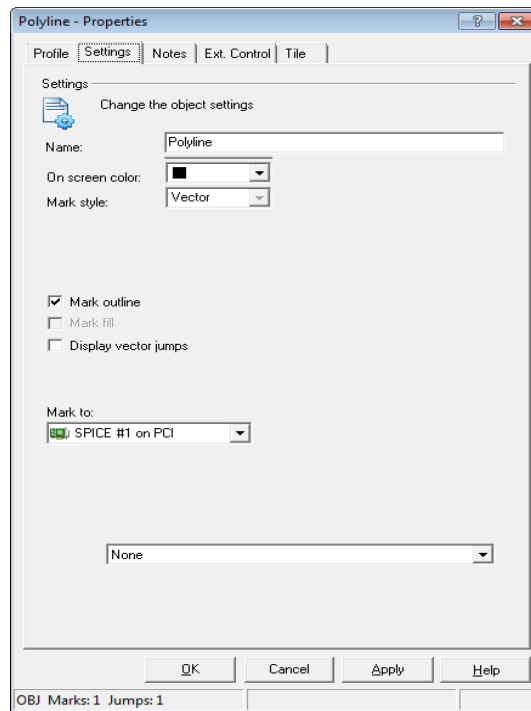 Polyline - Properties
Profile Settings Notes Ext. Control Tile
Settings
Change the object settings
Name: Polyline
On screen color:
Mark style: Vector
Mark outline
Mark fill
Display vector jumps
Mark to:
SPICE #1 on PCI
None
OK Cancel Apply Help
OBJ Marks: 1 Jumps: 1